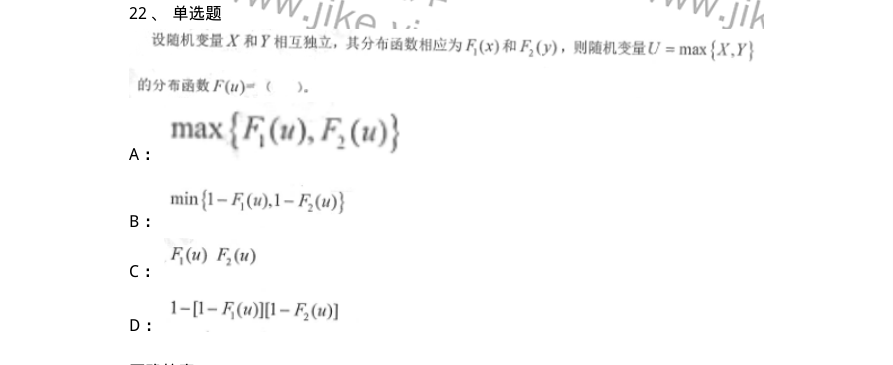 22 、 单选题
设随机变量 X 和 Y 相互独立，其分布函数相应为 F₁(x) 和 F₂(y)，则随机变量 U = max{X,Y}
的分布函数 F(u)= （ ）。
A： max{F₁(u), F₂(u)}
B： min{1− F₁(u),1− F₂(u)}
C： F₁(u) F₂(u)
D： 1−[1− F₁(u)][1− F₂(u)]